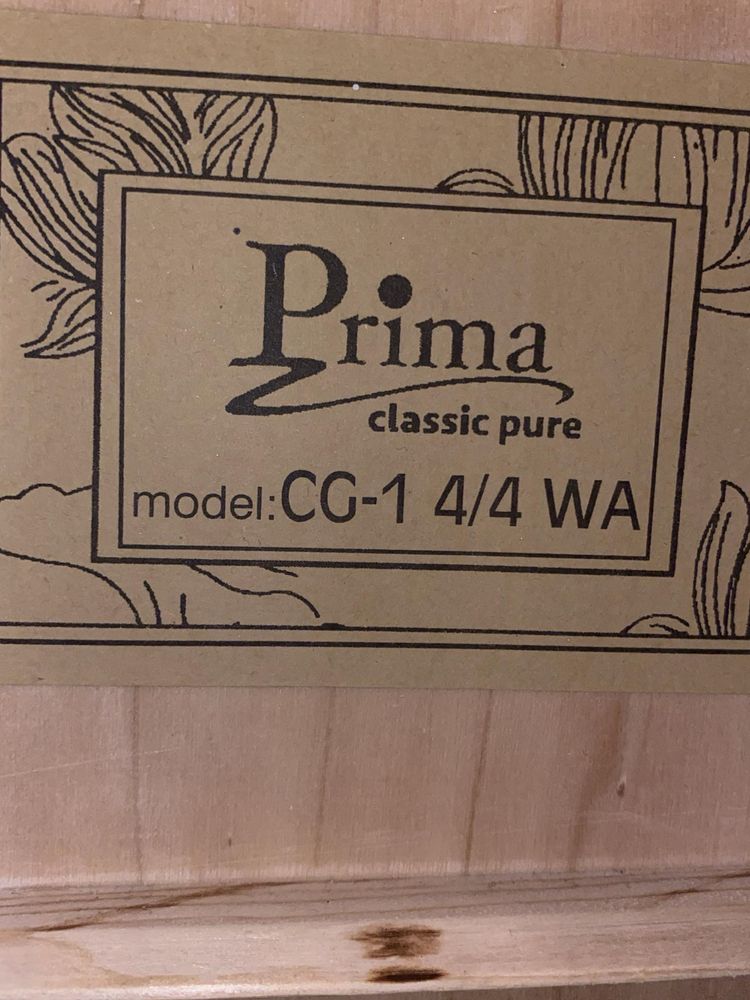 Prima
classic pure
model:CG-1 4/4 WA